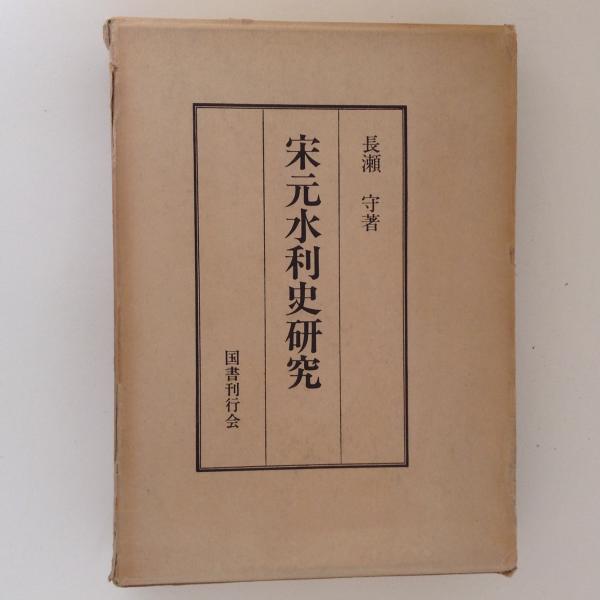 長瀬 守著
宋元水利史研究
国書刊行会